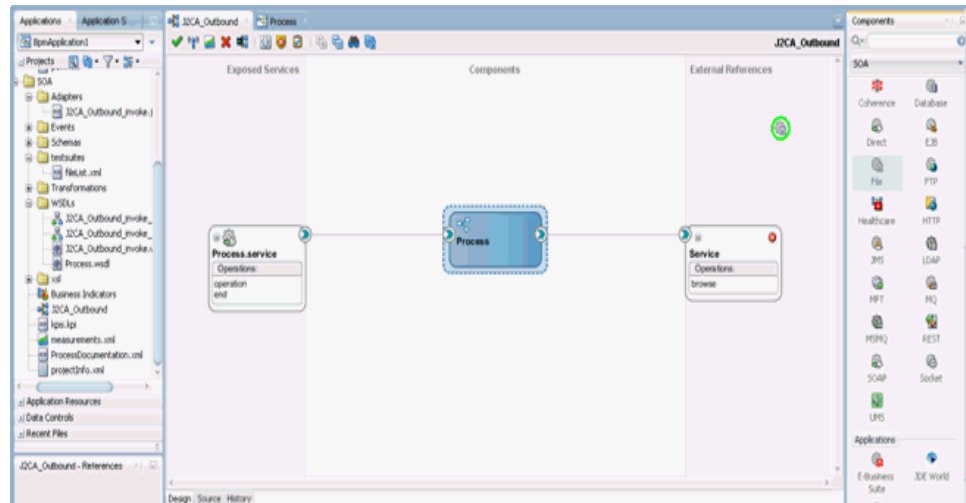 Applications
Application S...
BpmApplication1
Projects
SOA
Adapters
J2CA_Outbound_invoke.j
Events
Schemas
testsuites
fileList.xml
Transformations
WSDLs
J2CA_Outbound_invoke_
J2CA_Outbound_invoke_
J2CA_Outbound_invoke.w
Process.wsdl
xsl
Business Indicators
J2CA_Outbound
kpis.kpi
measurements.xml
ProcessDocumentation.xml
projectInfo.xml
Application Resources
Data Controls
Recent Files
J2CA_Outbound - References
J2CA_Outbound
Process
J2CA_Outbound
Exposed Services
Components
External References
Process.service
Operations:
operation
end
Process
Service
Operations:
browse
Design Source History
Components
SOA
Coherence
Database
Direct
EJB
File
FTP
Healthcare
HTTP
JMS
LDAP
MFT
MQ
MSMQ
REST
SOAP
Socket
UMS
Applications
E-Business Suite
JDE World